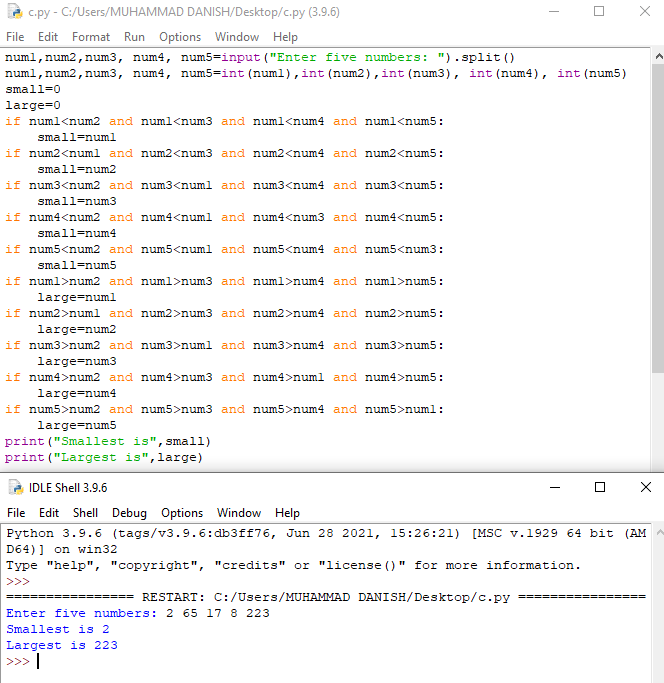 c.py - C:/Users/MUHAMMAD DANISH/Desktop/c.py (3.9.6)
File Edit Format Run Options Window Help
num1,num2,num3, num4, num5=input("Enter five numbers: ").split()
num1,num2,num3, num4, num5=int(num1),int(num2),int(num3), int(num4), int(num5)
small=0
large=0
if num1<num2 and num1<num3 and num1<num4 and num1<num5:
    small=num1
if num2<num1 and num2<num3 and num2<num4 and num2<num5:
    small=num2
if num3<num2 and num3<num1 and num3<num4 and num3<num5:
    small=num3
if num4<num2 and num4<num1 and num4<num3 and num4<num5:
    small=num4
if num5<num2 and num5<num1 and num5<num4 and num5<num3:
    small=num5
if num1>num2 and num1>num3 and num1>num4 and num1>num5:
    large=num1
if num2>num1 and num2>num3 and num2>num4 and num2>num5:
    large=num2
if num3>num2 and num3>num1 and num3>num4 and num3>num5:
    large=num3
if num4>num2 and num4>num3 and num4>num1 and num4>num5:
    large=num4
if num5>num2 and num5>num3 and num5>num4 and num5>num1:
    large=num5
print("Smallest is",small)
print("Largest is",large)
IDLE Shell 3.9.6
File Edit Shell Debug Options Window Help
Python 3.9.6 (tags/v3.9.6:db3ff76, Jun 28 2021, 15:26:21) [MSC v.1929 64 bit (AM
D64)] on win32
Type "help", "copyright", "credits" or "license()" for more information.
>>>
================ RESTART: C:/Users/MUHAMMAD DANISH/Desktop/c.py ================
Enter five numbers: 2 65 17 8 223
Smallest is 2
Largest is 223
>>>